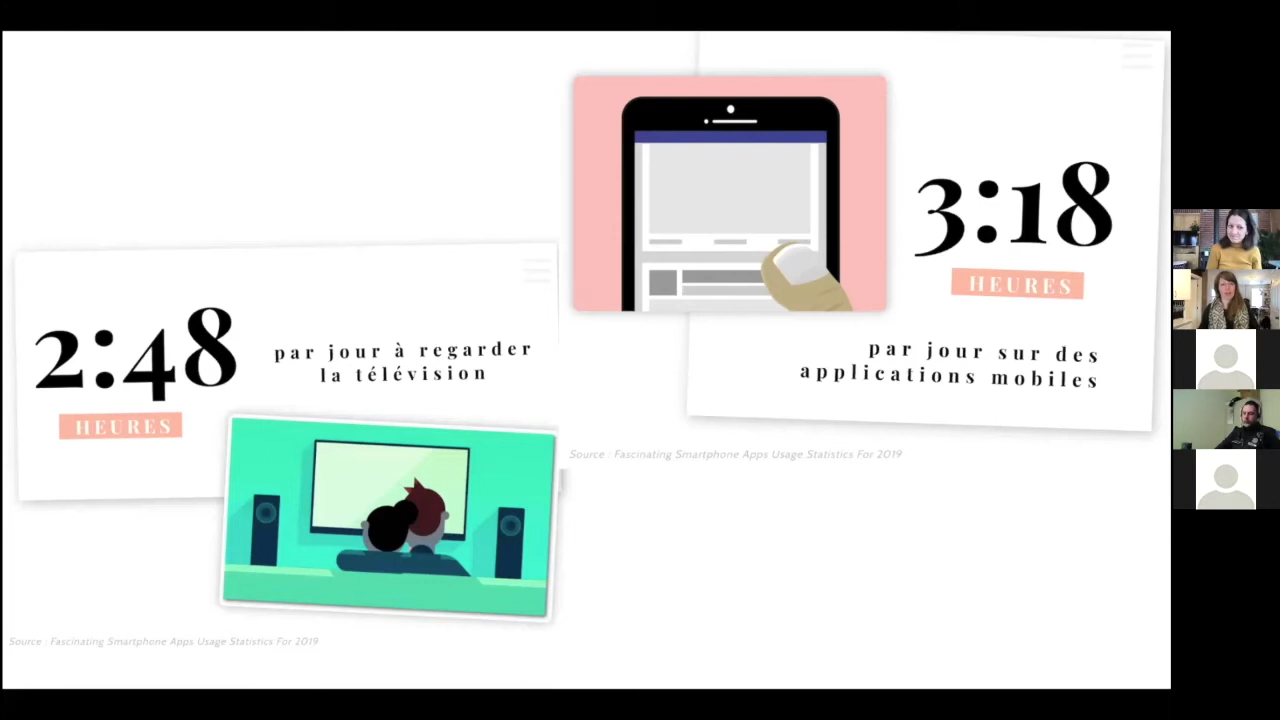 2:48
HEURES
par jour à regarder
la télévision
Source : Fascinating Smartphone Apps Usage Statistics For 2019
3:18
HEURES
par jour sur des
applications mobiles
Source : Fascinating Smartphone Apps Usage Statistics For 2019